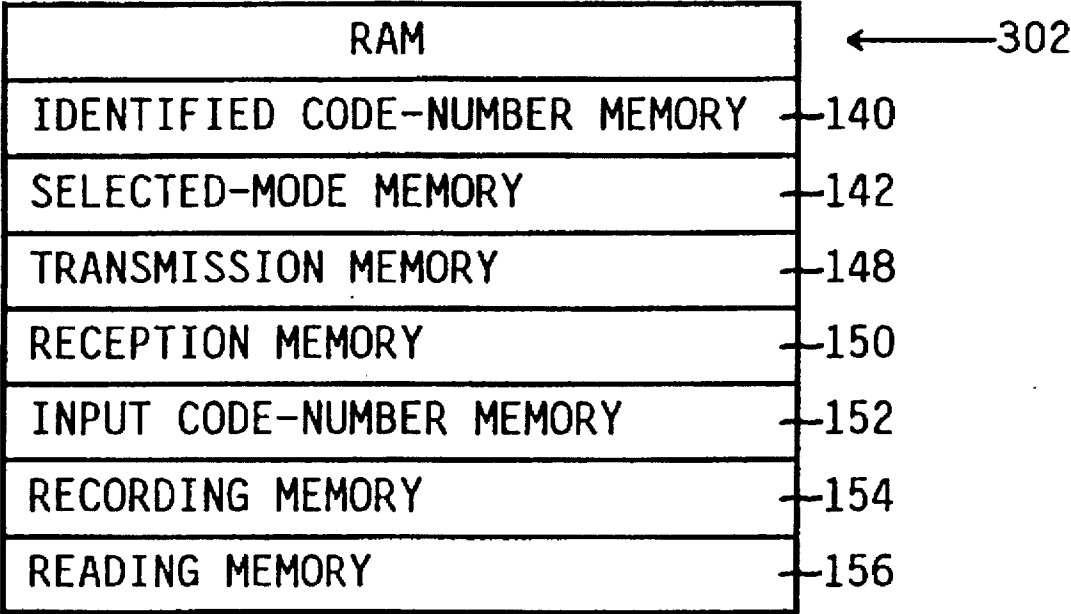 RAM 302
IDENTIFIED CODE-NUMBER MEMORY 140
SELECTED-MODE MEMORY 142
TRANSMISSION MEMORY 148
RECEPTION MEMORY 150
INPUT CODE-NUMBER MEMORY 152
RECORDING MEMORY 154
READING MEMORY 156